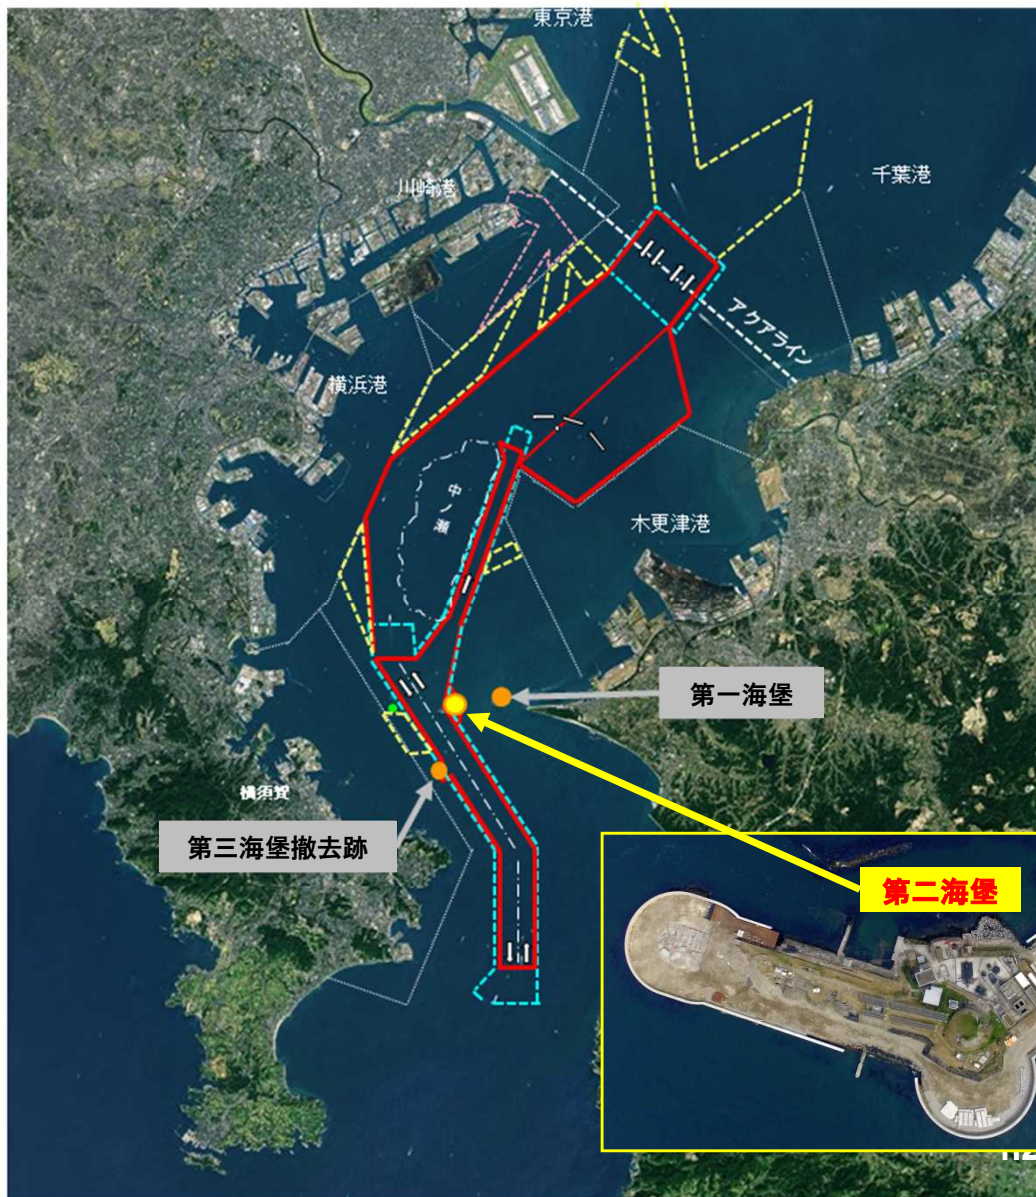 東京港
千葉港
川崎港
アクアライン
横浜港
中ノ瀬
木更津港
第一海堡
横須賀
第三海堡撤去跡
第二海堡